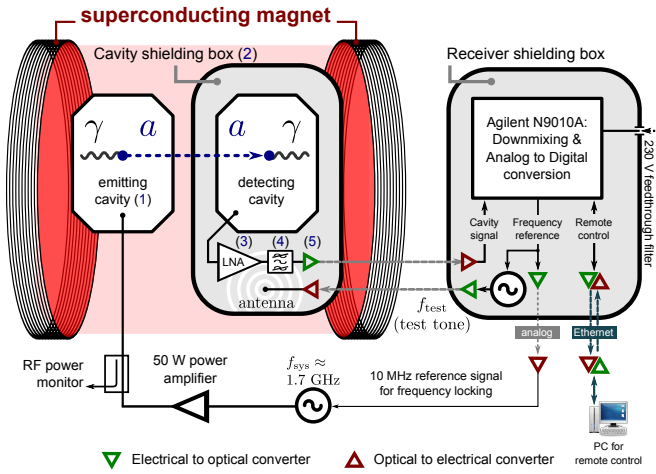 superconducting magnet
Cavity shielding box (2)
Receiver shielding box
γ
a
a
γ
emitting
cavity (1)
detecting
cavity
Agilent N9010A:
Downmixing &
Analog to Digital
conversion
230 V feedthrough filter
Cavity
signal
Frequency
reference
Remote
control
(3)
(4)
(5)
LNA
antenna
f_test
(test tone)
analog
Ethernet
RF power
monitor
50 W power
amplifier
f_sys ≈
1.7 GHz
10 MHz reference signal
for frequency locking
PC for
remote control
Electrical to optical converter
Optical to electrical converter